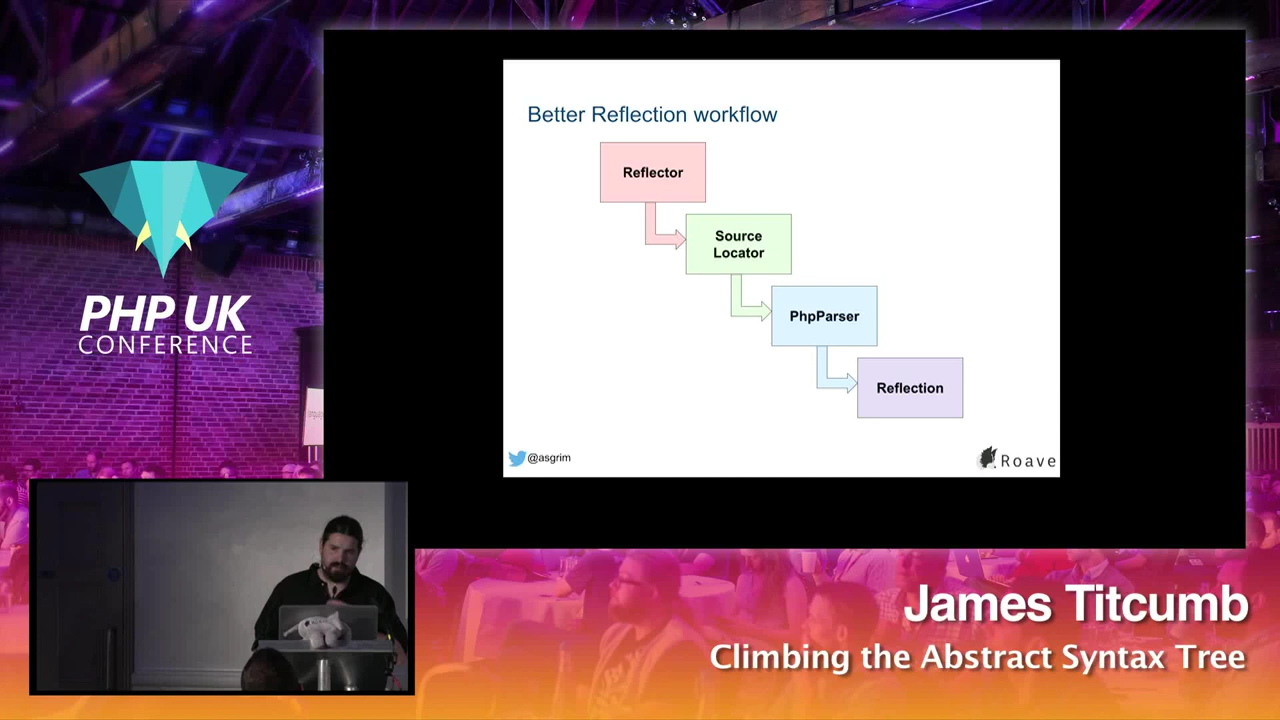 Better Reflection workflow
Reflector
Source
Locator
PhpParser
Reflection
@asgrim
Roave
PHP UK
CONFERENCE
James Titcumb
Climbing the Abstract Syntax Tree